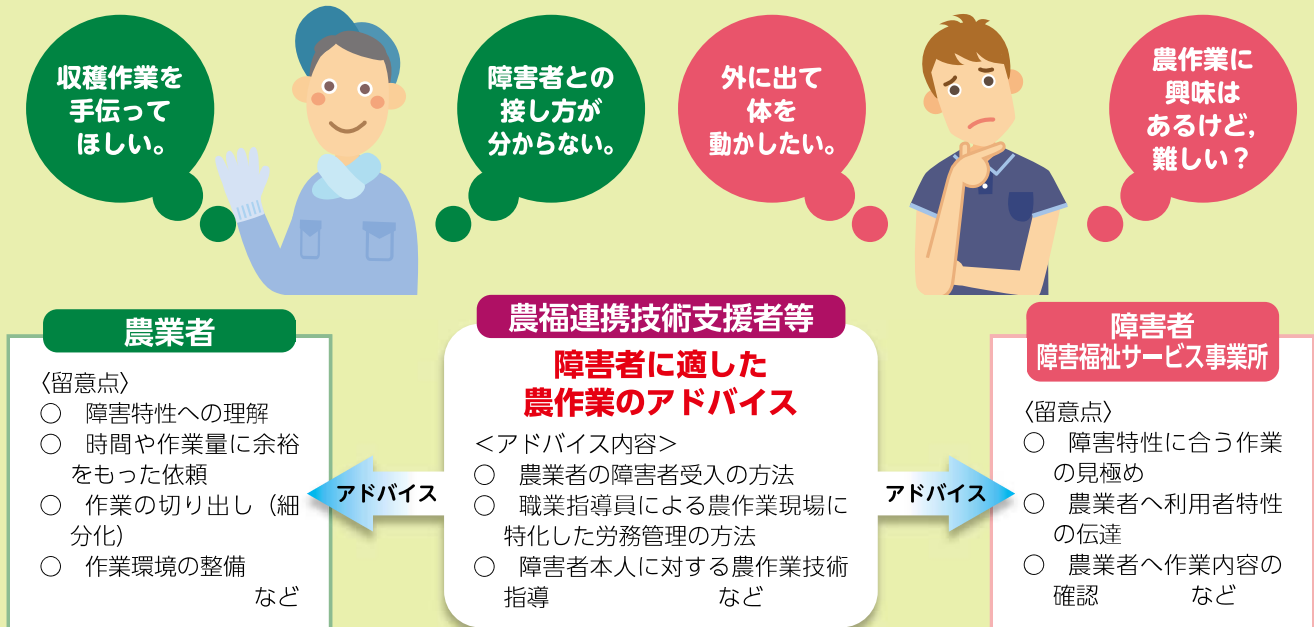 収穫作業を
手伝って
ほしい。
障害者との
接し方が
分からない。
外に出て
体を
動かしたい。
農作業に
興味は
あるけど,
難しい？
農業者
〈留意点〉
○　障害特性への理解
○　時間や作業量に余裕
をもった依頼
○　作業の切り出し（細
分化）
○　作業環境の整備
など
アドバイス
農福連携技術支援者等
障害者に適した
農作業のアドバイス
＜アドバイス内容＞
○　農業者の障害者受入の方法
○　職業指導員による農作業現場に
特化した労務管理の方法
○　障害者本人に対する農作業技術
指導　　　　　　　など
アドバイス
障害者
障害福祉サービス事業所
〈留意点〉
○　障害特性に合う作業
の見極め
○　農業者へ利用者特性
の伝達
○　農業者へ作業内容の
確認　　　　など